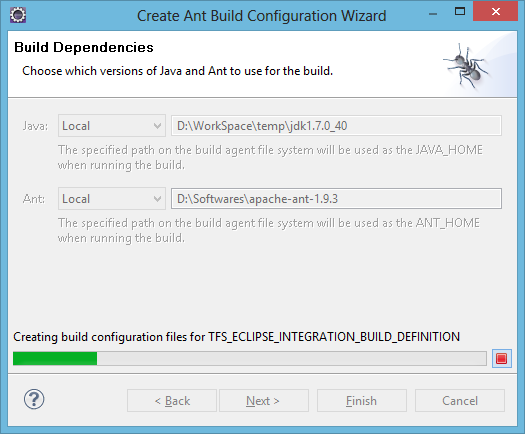 Create Ant Build Configuration Wizard
Build Dependencies
Choose which versions of Java and Ant to use for the build.
Java: Local D:\WorkSpace\temp\jdk1.7.0_40
The specified path on the build agent file system will be used as the JAVA_HOME
when running the build.
Ant: Local D:\Softwares\apache-ant-1.9.3
The specified path on the build agent file system will be used as the ANT_HOME
when running the build.
Creating build configuration files for TFS_ECLIPSE_INTEGRATION_BUILD_DEFINITION
? < Back Next > Finish Cancel